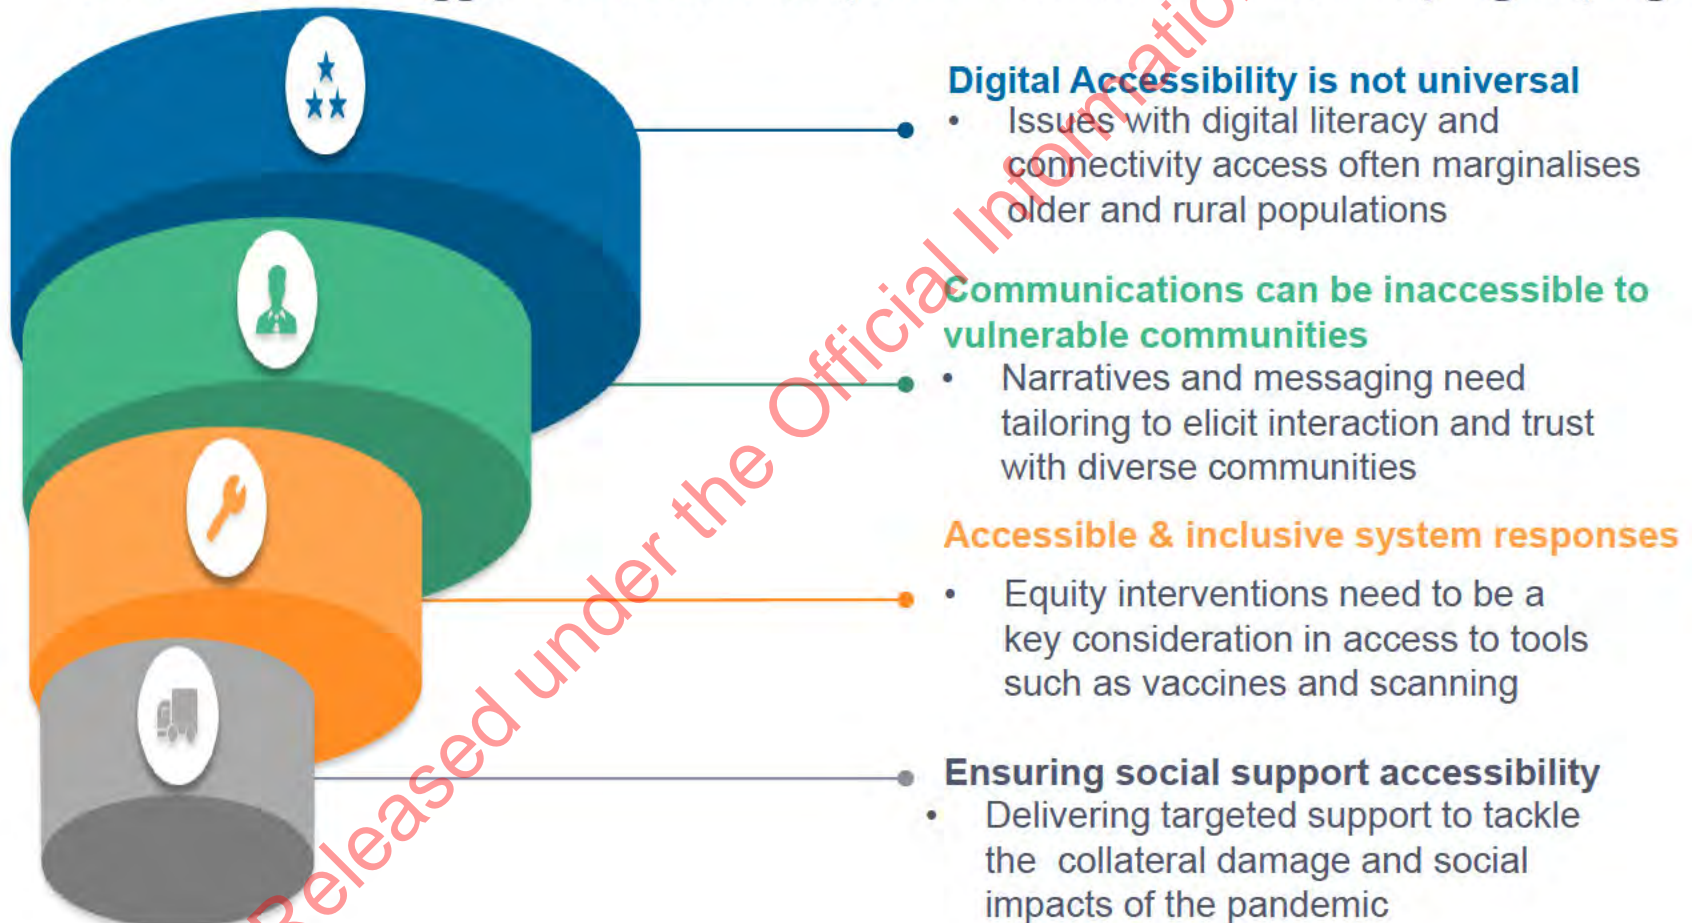 Digital Accessibility is not universal
• Issues with digital literacy and
connectivity access often marginalises
older and rural populations
Communications can be inaccessible to
vulnerable communities
• Narratives and messaging need
tailoring to elicit interaction and trust
with diverse communities
Accessible & inclusive system responses
• Equity interventions need to be a
key consideration in access to tools
such as vaccines and scanning
Ensuring social support accessibility
• Delivering targeted support to tackle
the collateral damage and social
impacts of the pandemic
Released under the Official Informatio